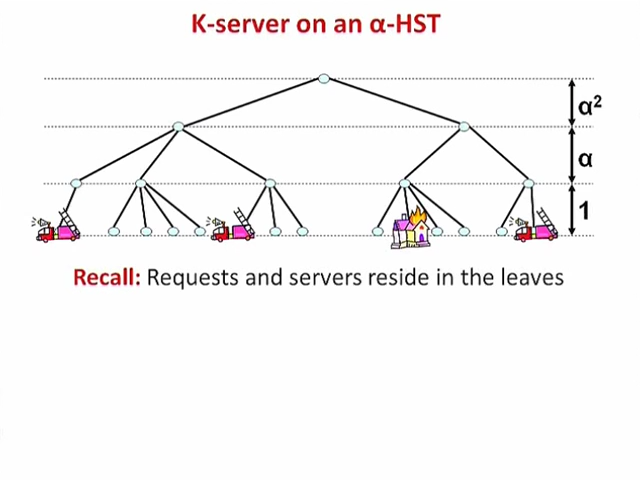 K-server on an α-HST
α²
α
1
Recall: Requests and servers reside in the leaves